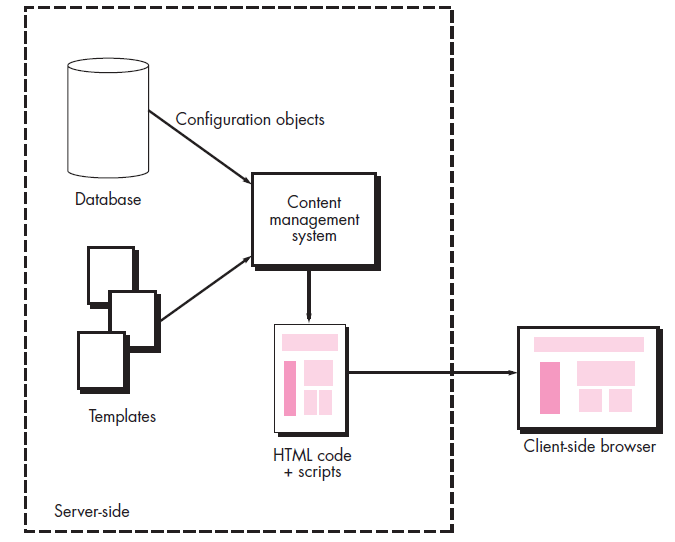 Configuration objects
Database
Content
management
system
Templates
HTML code
+ scripts
Client-side browser
Server-side